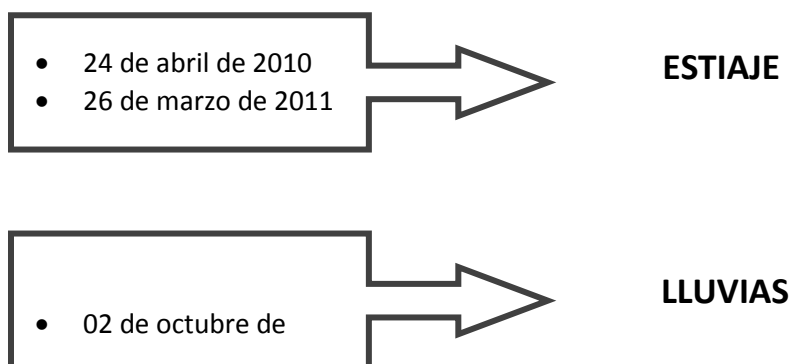 • 24 de abril de 2010
• 26 de marzo de 2011
ESTIAJE
• 02 de octubre de
LLUVIAS